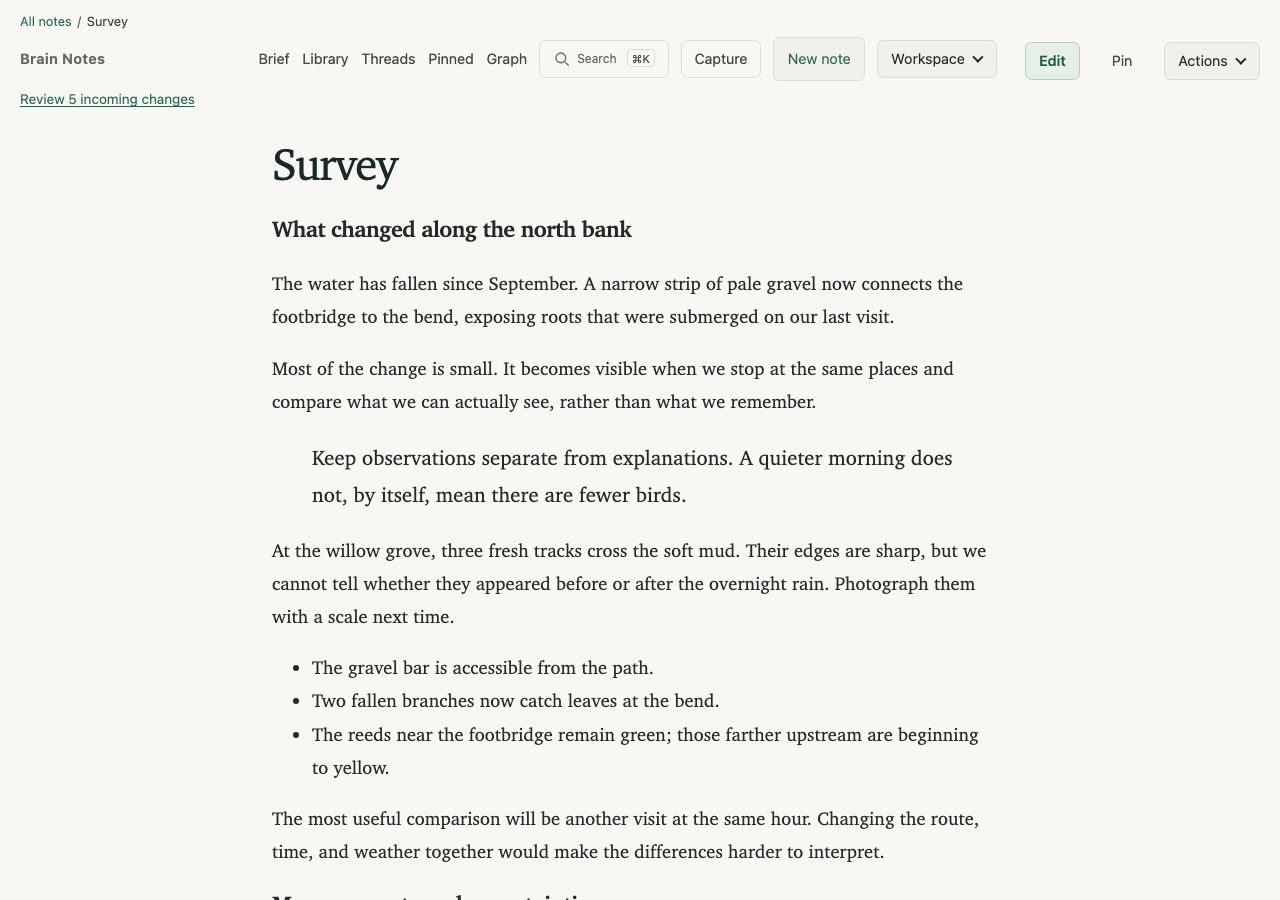 All notes / Survey
Brain Notes
Brief Library Threads Pinned Graph Search ⌘K Capture New note Workspace Edit Pin Actions
Review 5 incoming changes
Survey
What changed along the north bank
The water has fallen since September. A narrow strip of pale gravel now connects the
footbridge to the bend, exposing roots that were submerged on our last visit.
Most of the change is small. It becomes visible when we stop at the same places and
compare what we can actually see, rather than what we remember.
Keep observations separate from explanations. A quieter morning does
not, by itself, mean there are fewer birds.
At the willow grove, three fresh tracks cross the soft mud. Their edges are sharp, but we
cannot tell whether they appeared before or after the overnight rain. Photograph them
with a scale next time.
• The gravel bar is accessible from the path.
• Two fallen branches now catch leaves at the bend.
• The reeds near the footbridge remain green; those farther upstream are beginning
to yellow.
The most useful comparison will be another visit at the same hour. Changing the route,
time, and weather together would make the differences harder to interpret.